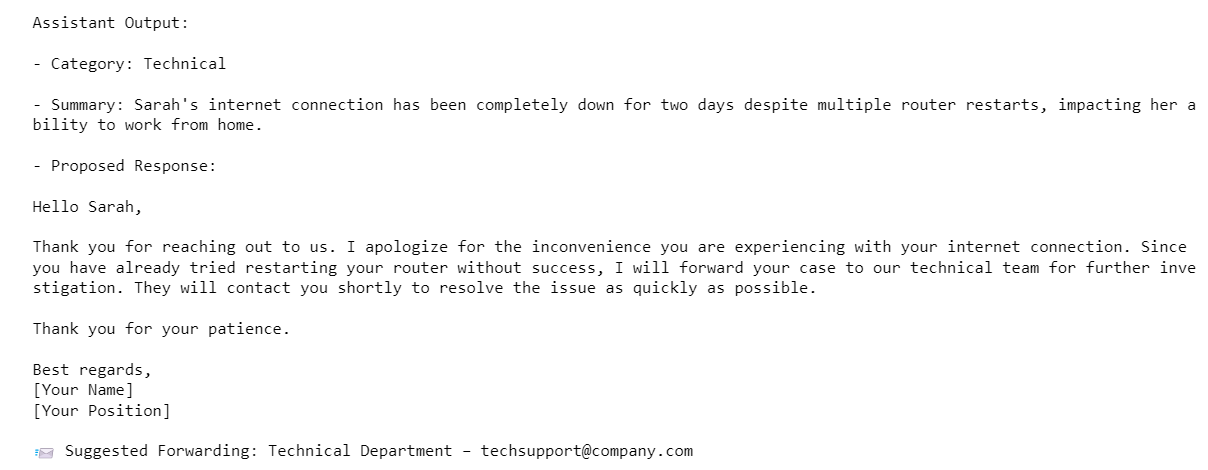 Assistant Output:
- Category: Technical
- Summary: Sarah's internet connection has been completely down for two days despite multiple router restarts, impacting her a
bility to work from home.
- Proposed Response:
Hello Sarah,
Thank you for reaching out to us. I apologize for the inconvenience you are experiencing with your internet connection. Since
you have already tried restarting your router without success, I will forward your case to our technical team for further inve
stigation. They will contact you shortly to resolve the issue as quickly as possible.
Thank you for your patience.
Best regards,
[Your Name]
[Your Position]
📨 Suggested Forwarding: Technical Department – techsupport@company.com